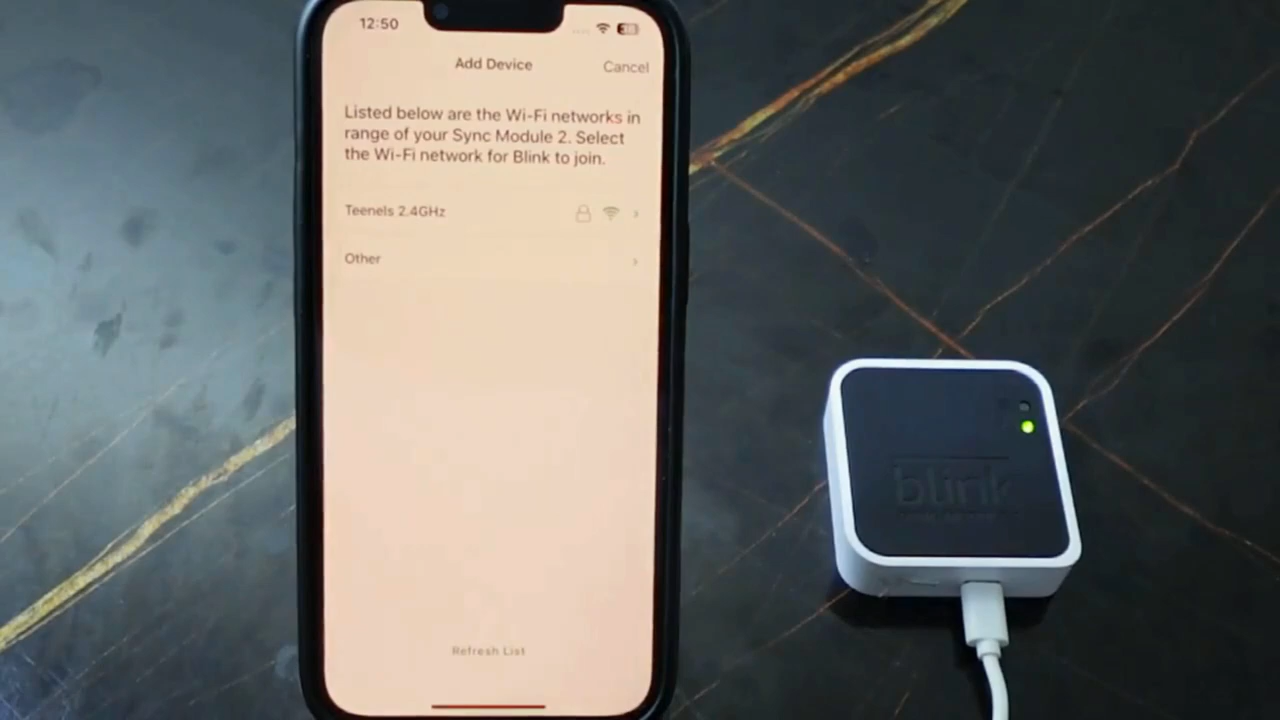 12:50
Add Device
Cancel
Listed below are the Wi-Fi networks in
range of your Sync Module 2. Select
the Wi-Fi network for Blink to join.
Teenels 2.4GHz
Other
blink
Refresh List